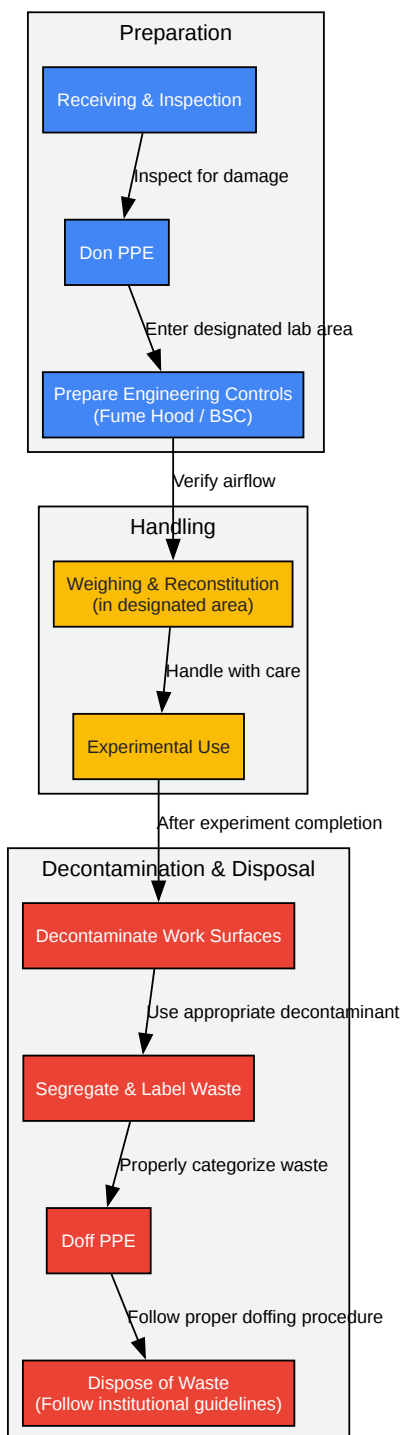 Preparation
Receiving & Inspection
Inspect for damage
Don PPE
Enter designated lab area
Prepare Engineering Controls
(Fume Hood / BSC)
Verify airflow
Handling
Weighing & Reconstitution
(in designated area)
Handle with care
Experimental Use
After experiment completion
Decontamination & Disposal
Decontaminate Work Surfaces
Use appropriate decontaminant
Segregate & Label Waste
Properly categorize waste
Doff PPE
Follow proper doffing procedure
Dispose of Waste
(Follow institutional guidelines)